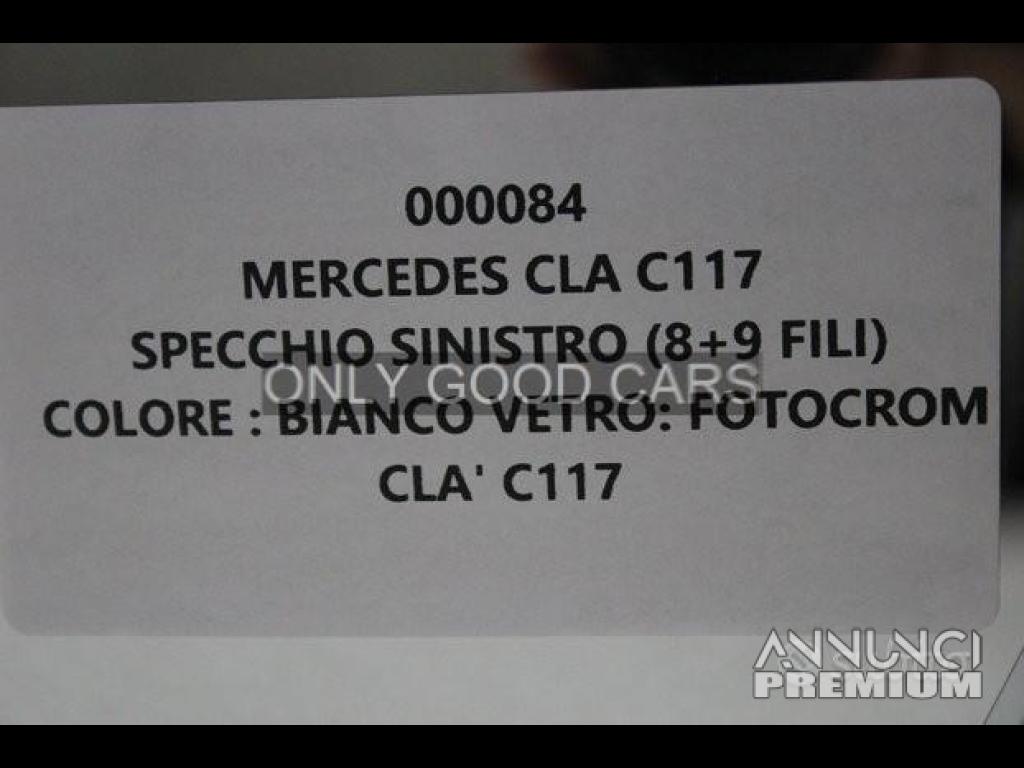 000084
MERCEDES CLA C117
SPECCHIO SINISTRO (8+9 FILI)
ONLY GOOD CARS
COLORE : BIANCO VETRO: FOTOCROM
CLA' C117
ANNUNCI
PREMIUM